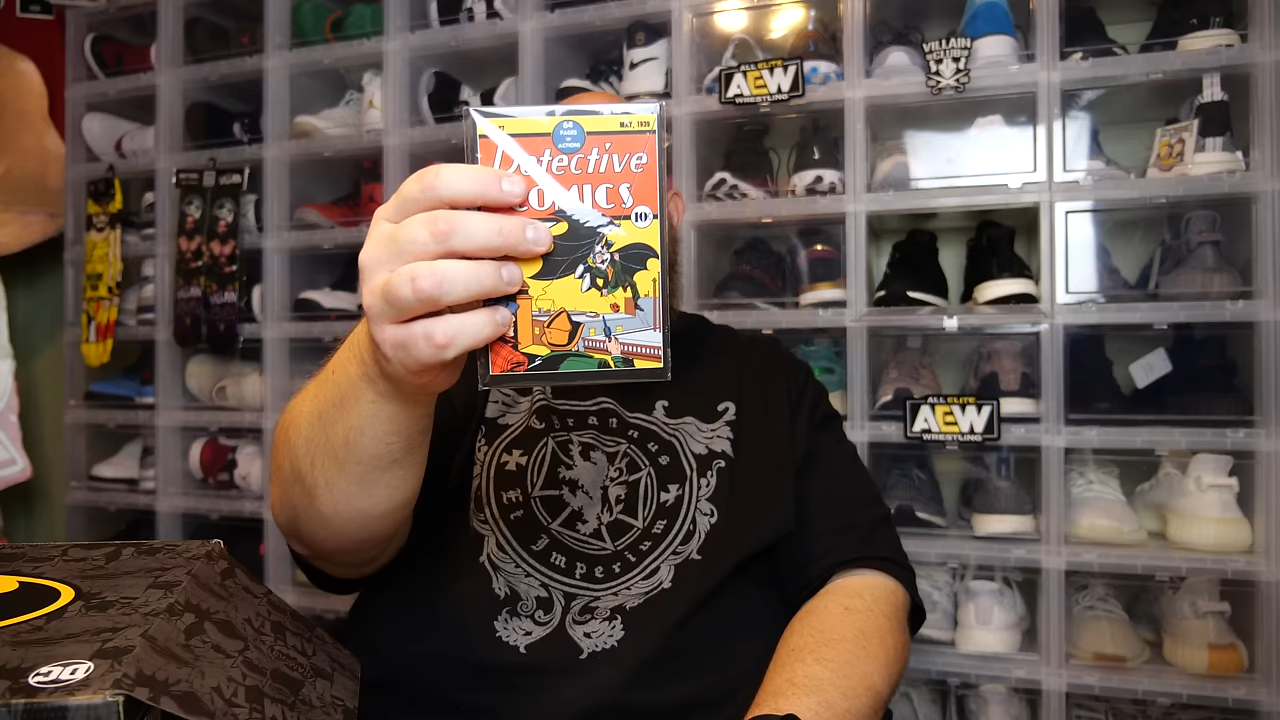 ALL ELITE
AEW
WRESTLING
VILLAIN
CLUB
64
PAGES
OF
ACTION!
MAY, 1939
Detective
COMICS
10¢
ALL ELITE
AEW
WRESTLING
Tyrannus
Et Imperium
DC